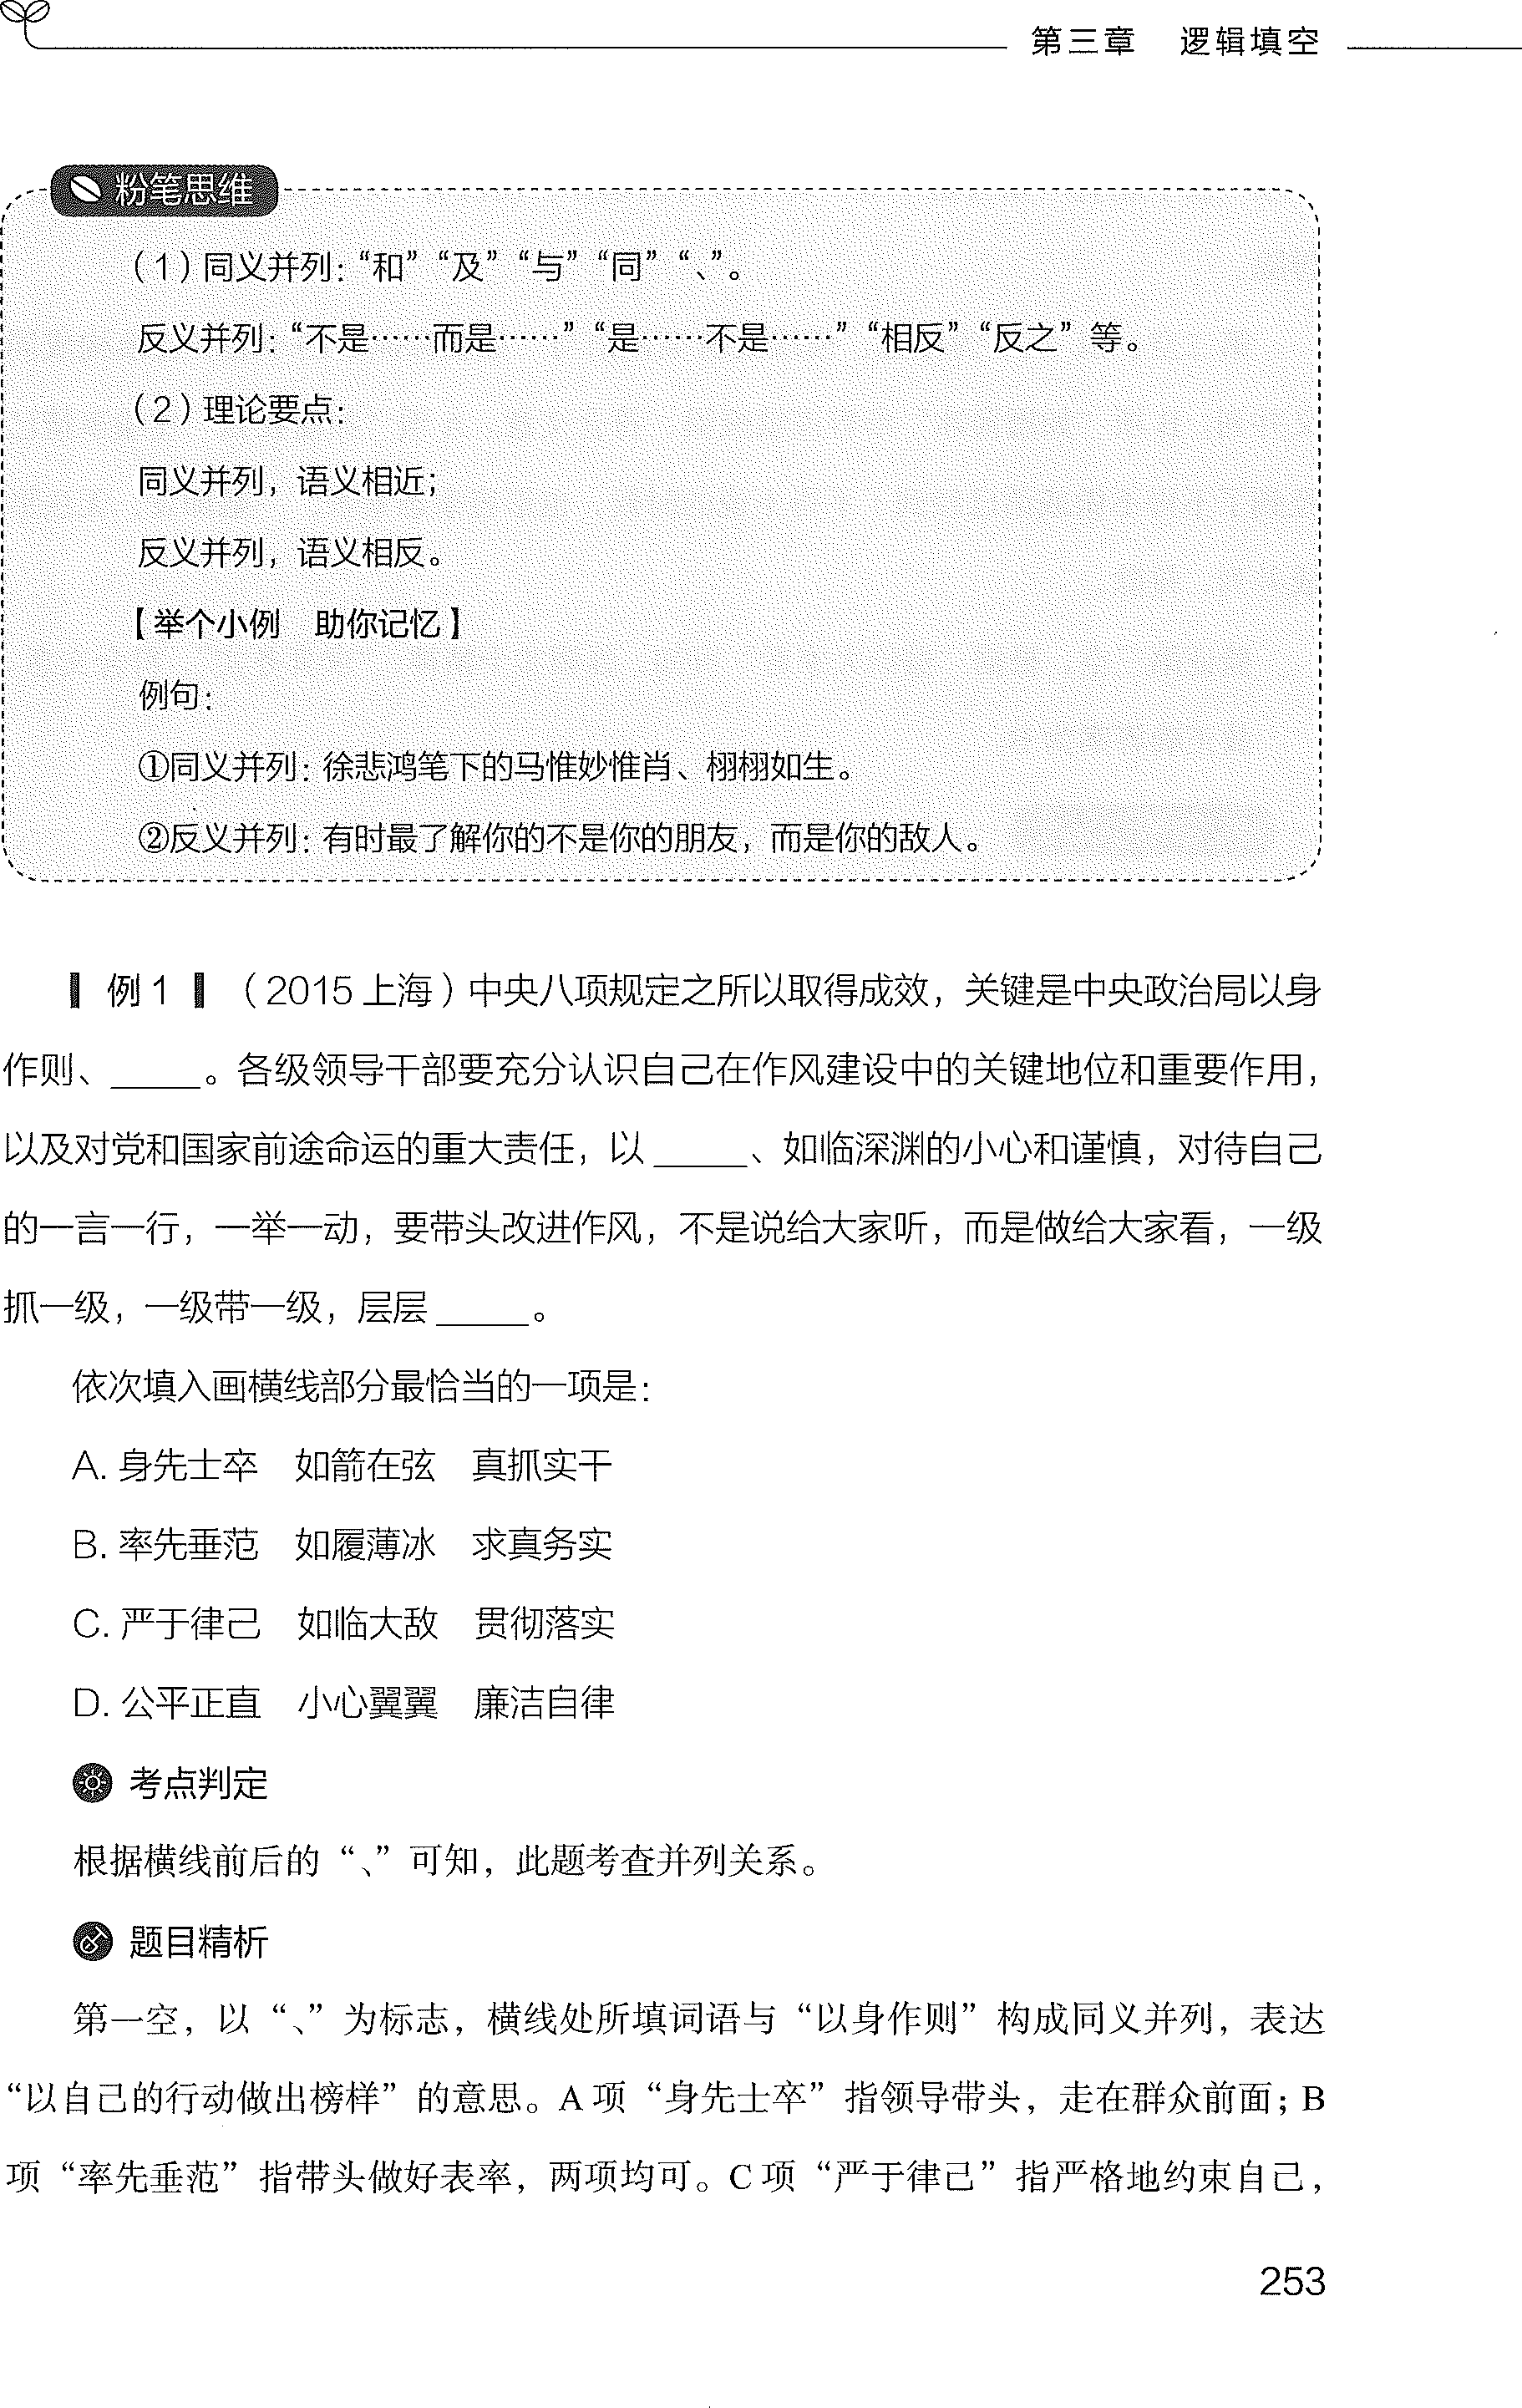 第三章 逻辑填空
粉笔思维
（1）同义并列：“和”“及”“与”“同”“、”。
反义并列：“不是……而是……”“是……不是……”“相反”“反之”等。
（2）理论要点：
同义并列，语义相近；
反义并列，语义相反。
【举个小例 助你记忆】
例句：
①同义并列：徐悲鸿笔下的马惟妙惟肖、栩栩如生。
②反义并列：有时最了解你的不是你的朋友，而是你的敌人。
例1（2015上海）中央八项规定之所以取得成效，关键是中央政治局以身
作则、_____。各级领导干部要充分认识自己在作风建设中的关键地位和重要作用，
以及对党和国家前途命运的重大责任，以_____、如临深渊的小心和谨慎，对待自己
的一言一行，一举一动，要带头改进作风，不是说给大家听，而是做给大家看，一级
抓一级，一级带一级，层层_____。
依次填入画横线部分最恰当的一项是：
A. 身先士卒 如箭在弦 真抓实干
B. 率先垂范 如履薄冰 求真务实
C. 严于律己 如临大敌 贯彻落实
D. 公平正直 小心翼翼 廉洁自律
考点判定
根据横线前后的“、”可知，此题考查并列关系。
题目精析
第一空，以“、”为标志，横线处所填词语与“以身作则”构成同义并列，表达
“以自己的行动做出榜样”的意思。A项“身先士卒”指领导带头，走在群众前面；B
项“率先垂范”指带头做好表率，两项均可。C项“严于律己”指严格地约束自己，
253